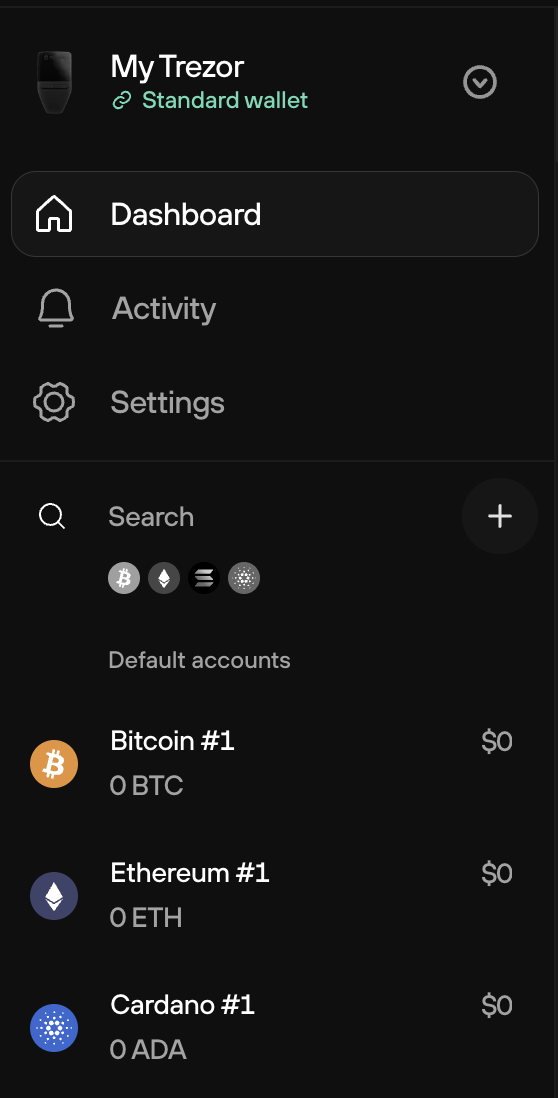 My Trezor
Standard wallet
Dashboard
Activity
Settings
Search
Default accounts
Bitcoin #1 $0
0 BTC
Ethereum #1 $0
0 ETH
Cardano #1 $0
0 ADA